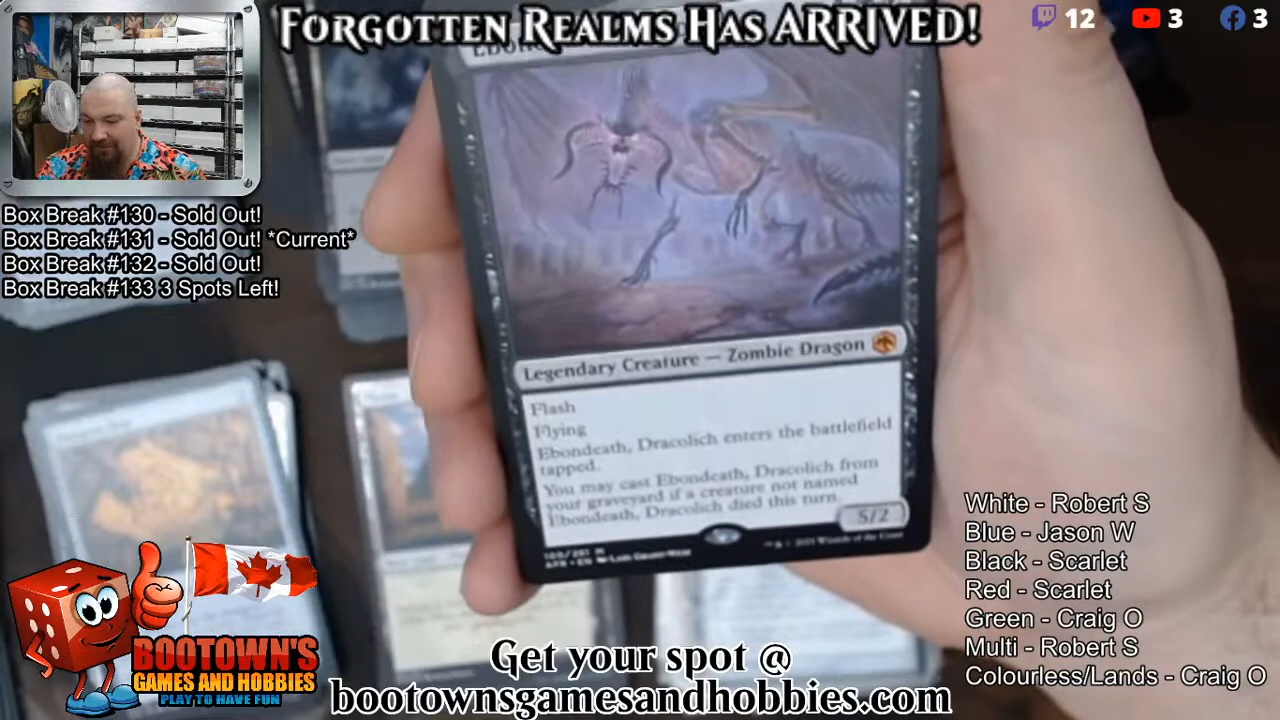 Forgotten Realms Has ARRIVED!
12
3
3
Box Break #130 - Sold Out!
Box Break #131 - Sold Out! *Current*
Box Break #132 - Sold Out!
Box Break #133 3 Spots Left!
Legendary Creature — Zombie Dragon
Flash
Flying
Ebondeath, Dracolich enters the battlefield
tapped.
You may cast Ebondeath, Dracolich from
your graveyard if a creature not named
Ebondeath, Dracolich died this turn.
5/2
White - Robert S
Blue - Jason W
Black - Scarlet
Red - Scarlet
Green - Craig O
Multi - Robert S
Colourless/Lands - Craig O
BOOTOWN'S
GAMES AND HOBBIES
PLAY TO HAVE FUN
Get your spot @
bootownsgamesandhobbies.com